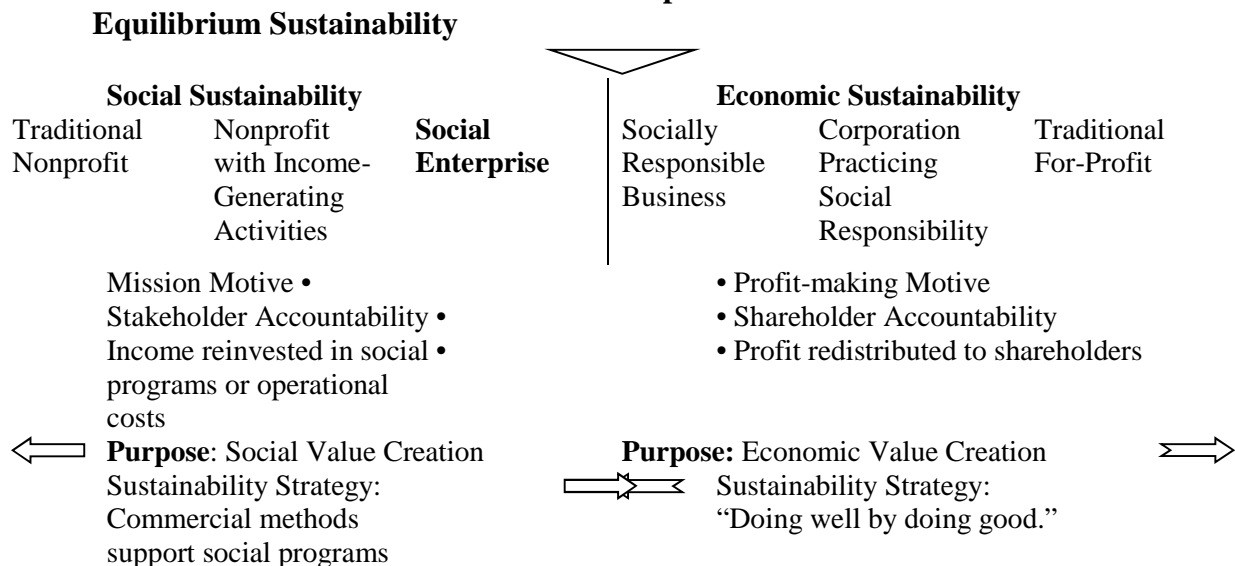 Equilibrium Sustainability
Social Sustainability
Traditional
Nonprofit
Nonprofit
with Income-
Generating
Activities
Social
Enterprise
Economic Sustainability
Socially
Responsible
Business
Corporation
Practicing
Social
Responsibility
Traditional
For-Profit
Mission Motive •
Stakeholder Accountability •
Income reinvested in social •
programs or operational
costs
• Profit-making Motive
• Shareholder Accountability
• Profit redistributed to shareholders
Purpose: Social Value Creation
Sustainability Strategy:
Commercial methods
support social programs
Purpose: Economic Value Creation
Sustainability Strategy:
“Doing well by doing good.”